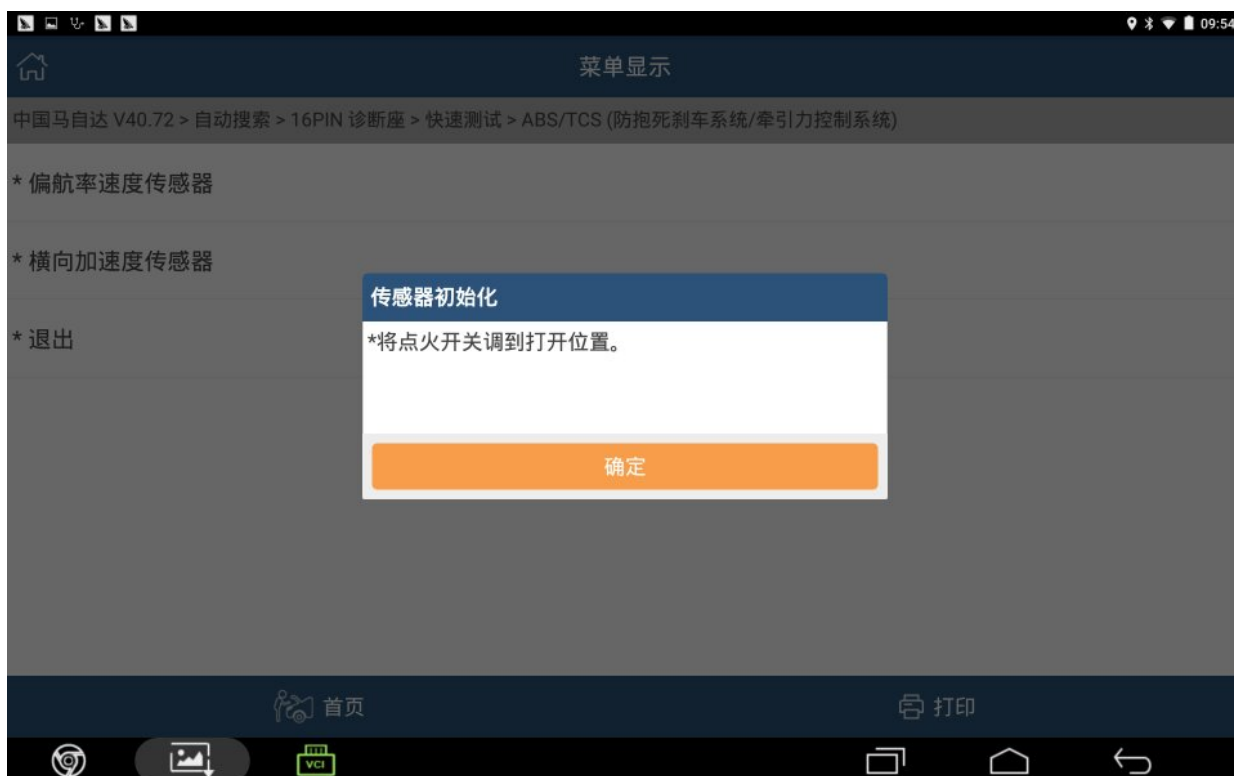 09:54
菜单显示
中国马自达 V40.72 > 自动搜索 > 16PIN 诊断座 > 快速测试 > ABS/TCS (防抱死刹车系统/牵引力控制系统)
* 偏航率速度传感器
* 横向加速度传感器
* 退出
传感器初始化
*将点火开关调到打开位置。
确定
首页
打印
VCI